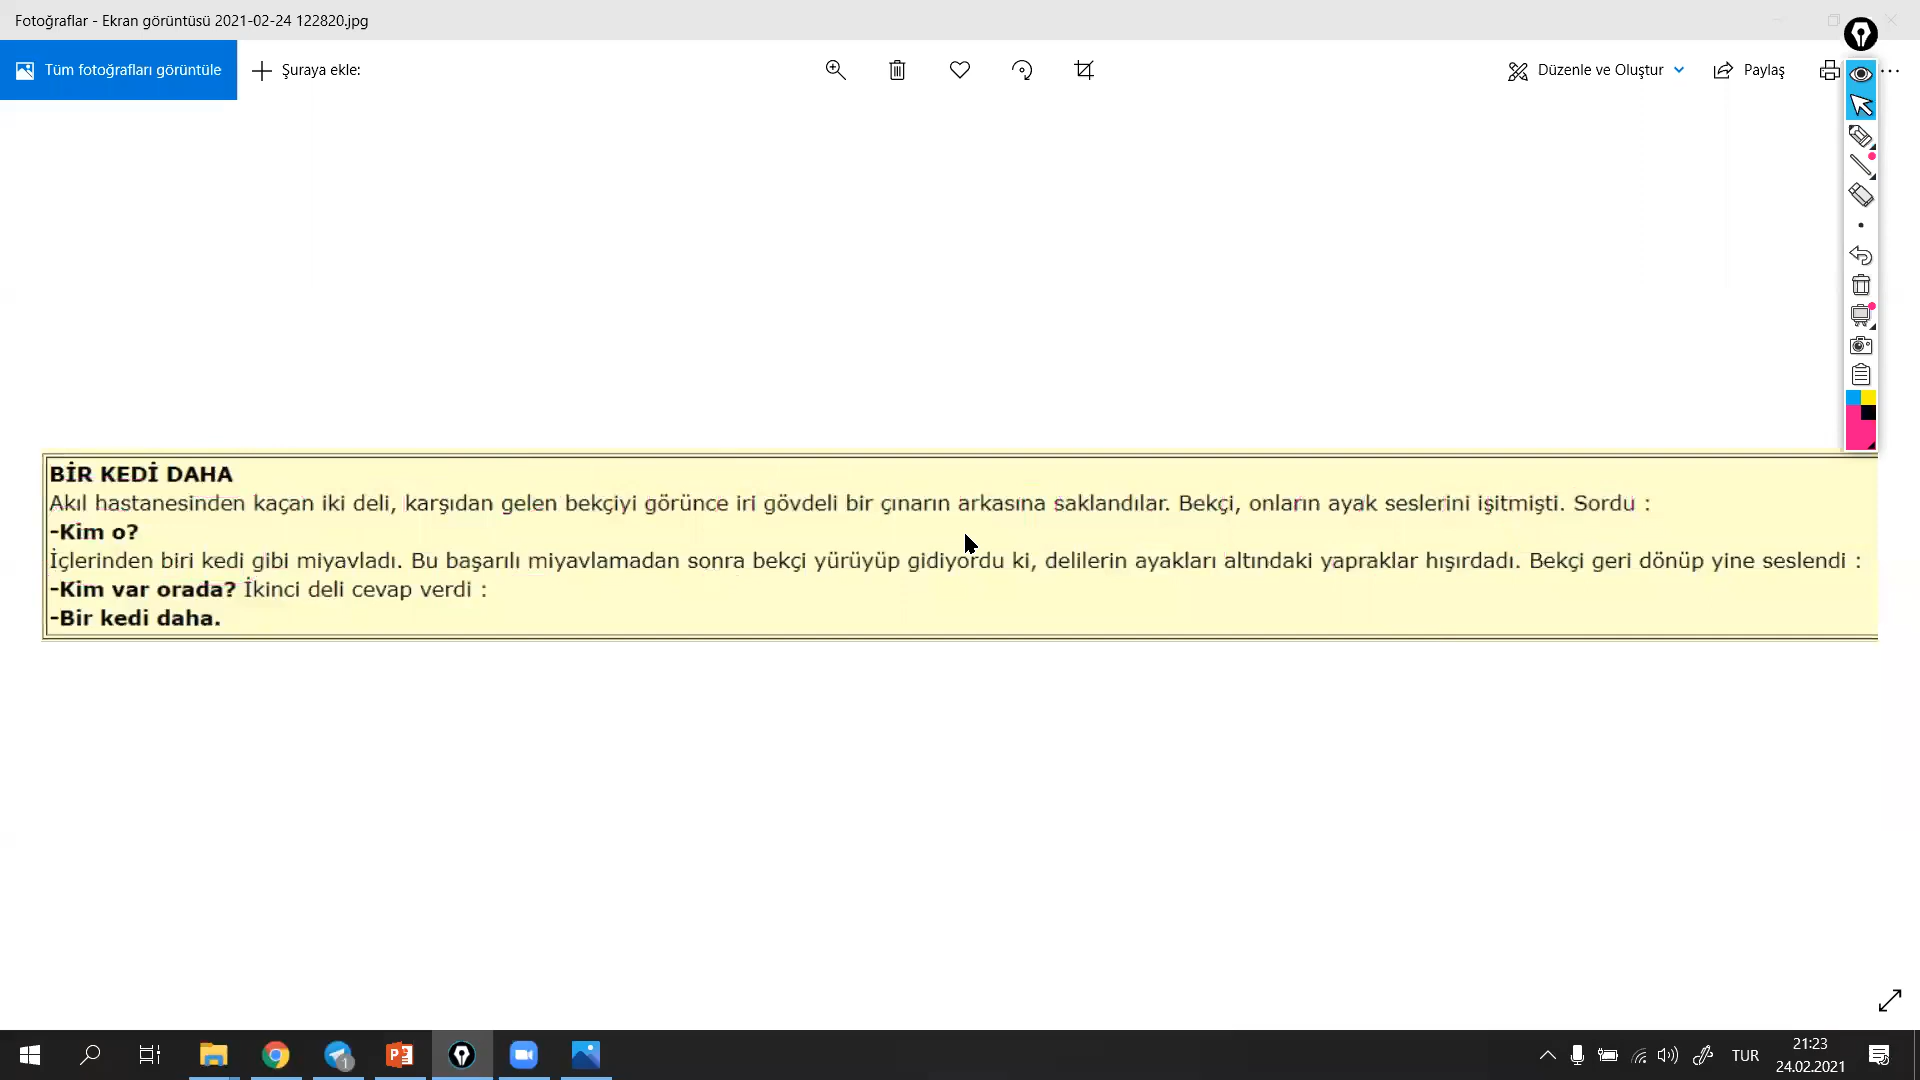 Fotoğraflar - Ekran görüntüsü 2021-02-24 122820.jpg
Tüm fotoğrafları görüntüle
Şuraya ekle:
Düzenle ve Oluştur
Paylaş
BİR KEDİ DAHA
Akıl hastanesinden kaçan iki deli, karşıdan gelen bekçiyi görünce iri gövdeli bir çınarın arkasına saklandılar. Bekçi, onların ayak seslerini işitmişti. Sordu :
-Kim o?
İçlerinden biri kedi gibi miyavladı. Bu başarılı miyavlamadan sonra bekçi yürüyüp gidiyordu ki, delilerin ayakları altındaki yapraklar hışırdadı. Bekçi geri dönüp yine seslendi :
-Kim var orada? İkinci deli cevap verdi :
-Bir kedi daha.
1
TUR
21:23
24.02.2021